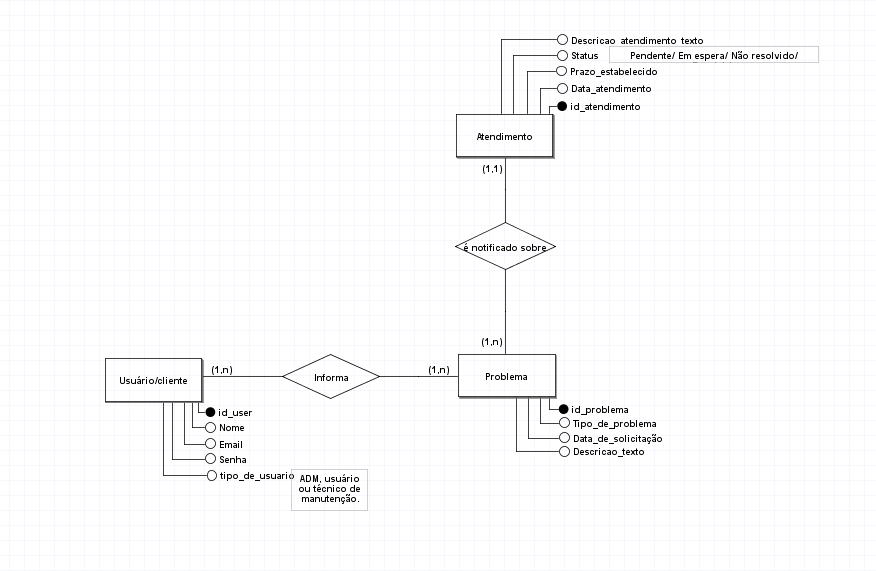 Descricao_atendimento_texto
Status
Pendente/ Em espera/ Não resolvido/
Prazo_estabelecido
Data_atendimento
id_atendimento
Atendimento
(1,1)
é notificado sobre
(1,n)
Usuário/cliente
(1,n)
Informa
(1,n)
Problema
id_user
Nome
Email
Senha
tipo_de_usuario
ADM, usuário
ou técnico de
manutenção.
id_problema
Tipo_de_problema
Data_de_solicitação
Descricao_texto